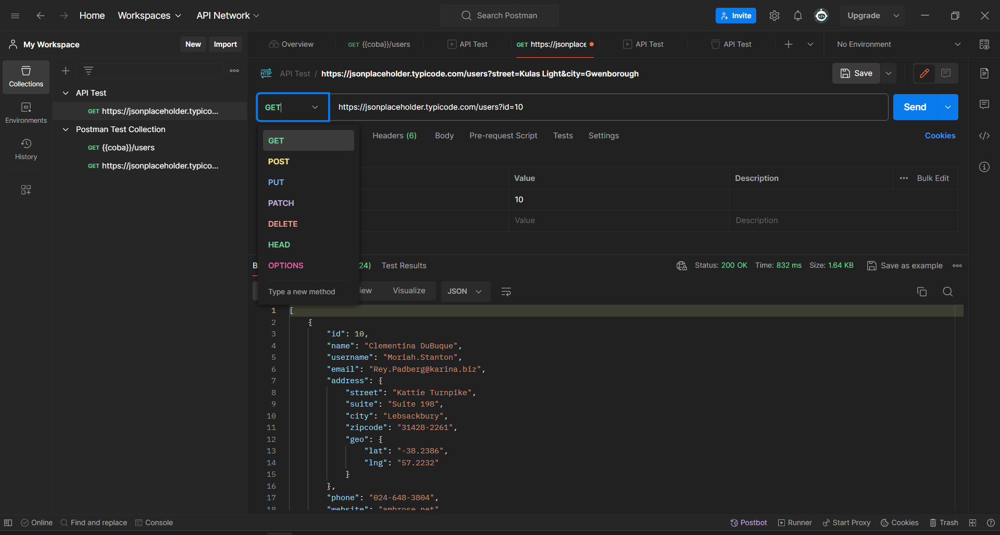 Home Workspaces API Network Search Postman Invite Upgrade
My Workspace New Import Overview GET {{coba}}/users API Test GET https://jsonplace API Test API Test No Environment
HTTP API Test / https://jsonplaceholder.typicode.com/users?street=Kulas Light&city=Gwenborough Save
Collections
Environments
History
API Test
GET https://jsonplaceholder.typico...
Postman Test Collection
GET {{coba}}/users
GET https://jsonplaceholder.typico...
GET https://jsonplaceholder.typicode.com/users?id=10 Send
Headers (6) Body Pre-request Script Tests Settings Cookies
GET
POST
PUT
PATCH
DELETE
HEAD
OPTIONS
Type a new method
Value Description Bulk Edit
10
Value Description
B 24) Test Results Status: 200 OK Time: 832 ms Size: 1.64 KB Save as example
iew Visualize JSON
1 [
2 {
3 "id": 10,
4 "name": "Clementina DuBuque",
5 "username": "Moriah.Stanton",
6 "email": "Rey.Padberg@karina.biz",
7 "address": {
8 "street": "Kattie Turnpike",
9 "suite": "Suite 198",
10 "city": "Lebsackbury",
11 "zipcode": "31428-2261",
12 "geo": {
13 "lat": "-38.2386",
14 "lng": "57.2232"
15 }
16 },
17 "phone": "024-648-3804",
18 "website": "ambrose.net"
Online Find and replace Console Postbot Runner Start Proxy Cookies Trash